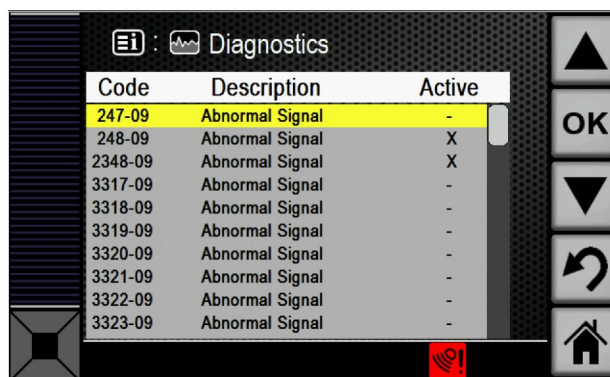 i : Diagnostics
Code Description Active
247-09 Abnormal Signal -
248-09 Abnormal Signal X
2348-09 Abnormal Signal X
3317-09 Abnormal Signal -
3318-09 Abnormal Signal -
3319-09 Abnormal Signal -
3320-09 Abnormal Signal -
3321-09 Abnormal Signal -
3322-09 Abnormal Signal -
3323-09 Abnormal Signal -
OK
!